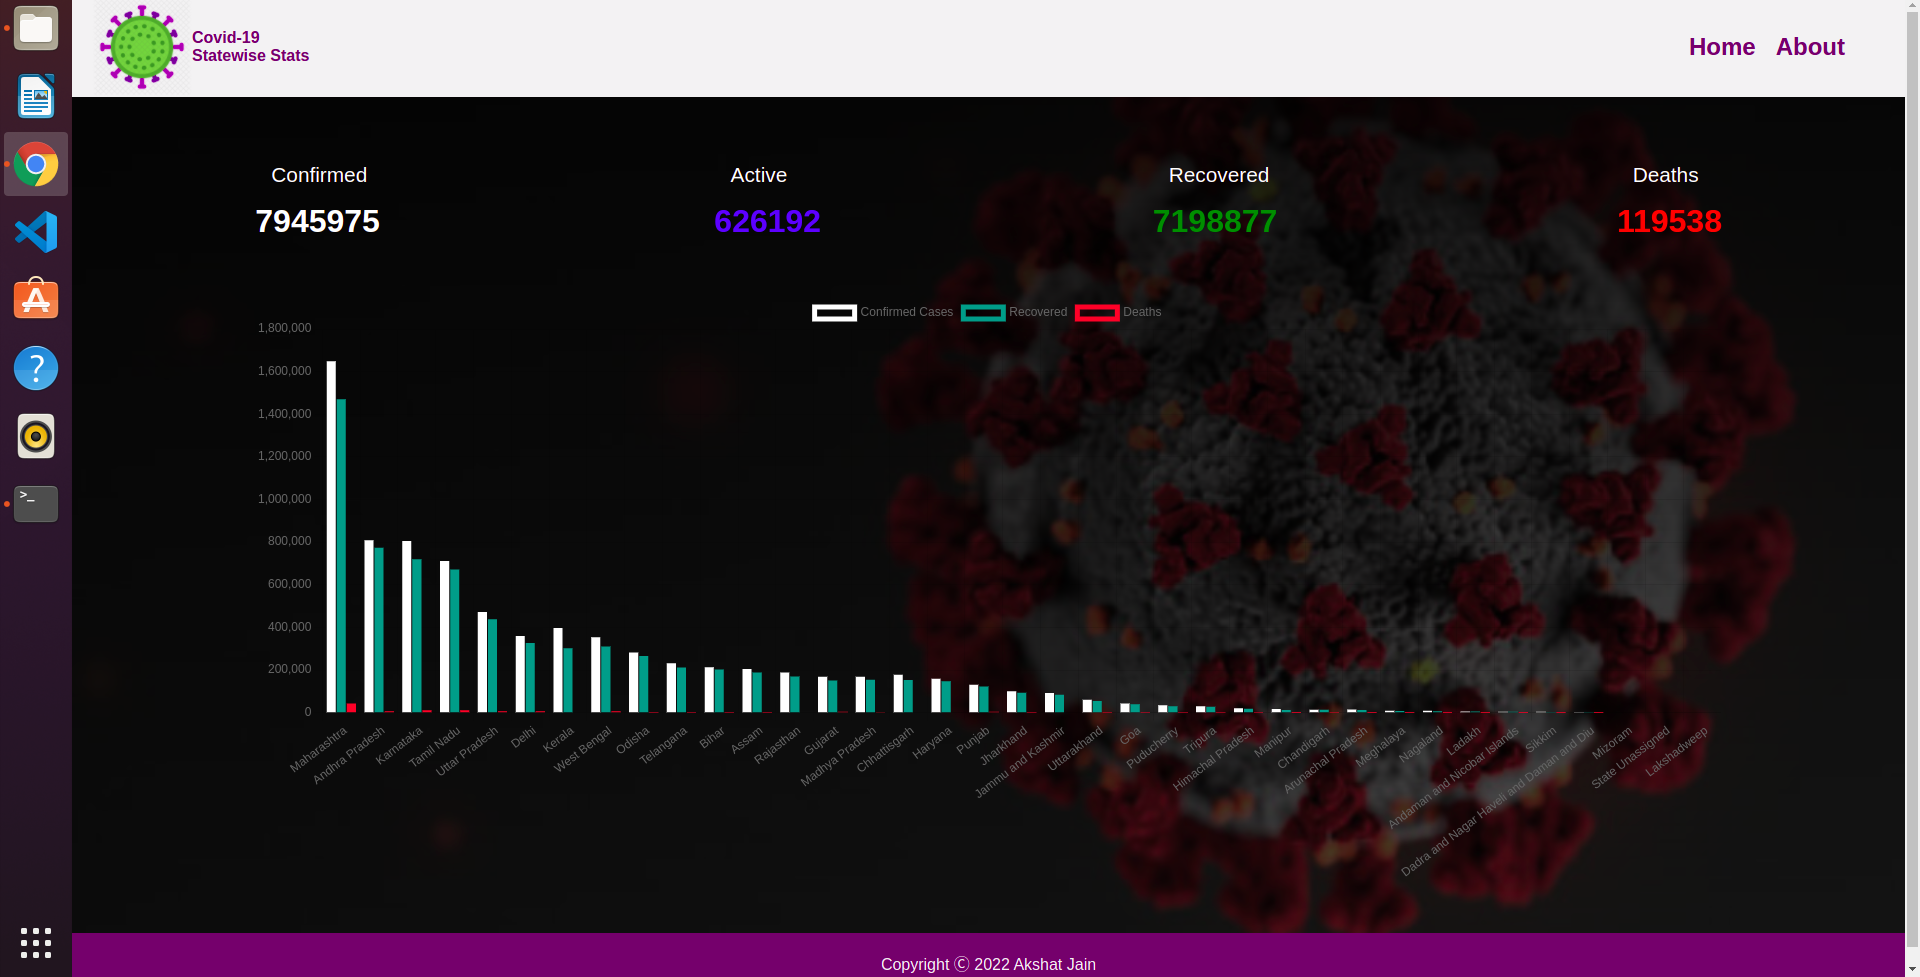 Covid-19
Statewise Stats
Home About
Confirmed Active Recovered Deaths
7945975 626192 7198877 119538
Confirmed Cases Recovered Deaths
1,800,000
1,600,000
1,400,000
1,200,000
1,000,000
800,000
600,000
400,000
200,000
0
Maharashtra
Andhra Pradesh
Karnataka
Tamil Nadu
Uttar Pradesh
Delhi
Kerala
West Bengal
Odisha
Telangana
Bihar
Assam
Rajasthan
Gujarat
Madhya Pradesh
Chhattisgarh
Haryana
Punjab
Jharkhand
Jammu and Kashmir
Uttarakhand
Goa
Puducherry
Tripura
Himachal Pradesh
Manipur
Chandigarh
Arunachal Pradesh
Meghalaya
Nagaland
Ladakh
Andaman and Nicobar Islands
Sikkim
Dadra and Nagar Haveli and Daman and Diu
Mizoram
State Unassigned
Lakshadweep
Copyright Ⓒ 2022 Akshat Jain